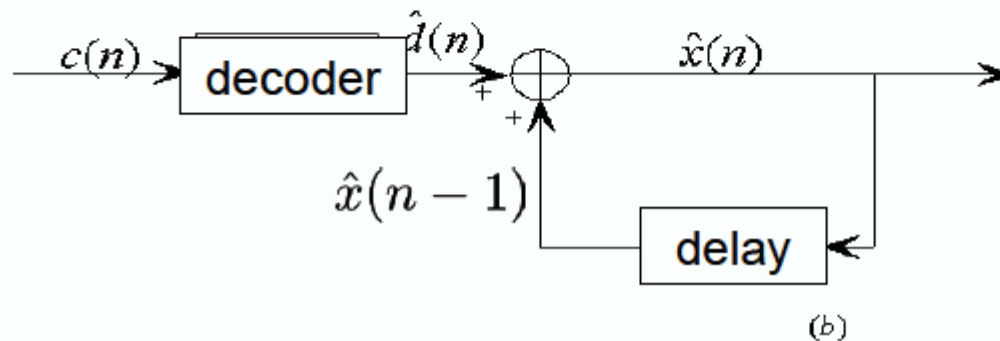 c(n) decoder d̂(n) + x̂(n)
+
x̂(n − 1)
delay
(b)